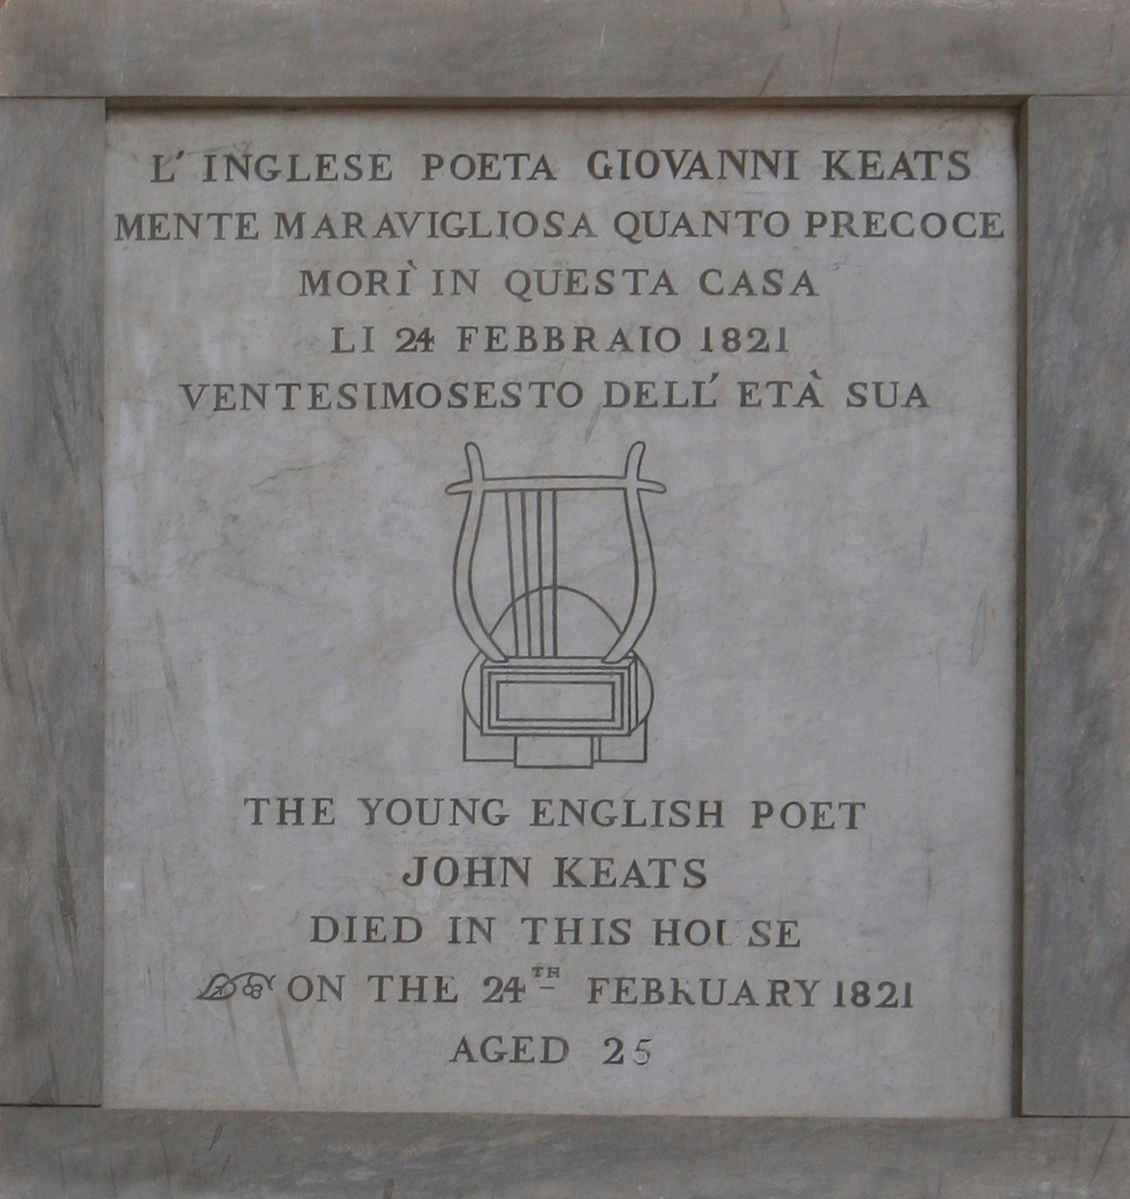 L' INGLESE POETA GIOVANNI KEATS
MENTE MARAVIGLIOSA QUANTO PRECOCE
MORÌ IN QUESTA CASA
LI 24 FEBBRAIO 1821
VENTESIMOSESTO DELL' ETÀ SUA
THE YOUNG ENGLISH POET
JOHN KEATS
DIED IN THIS HOUSE
ON THE 24TH FEBRUARY 1821
AGED 25